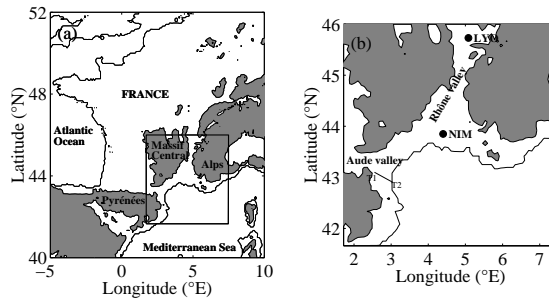 (a)
52
48
44
40
Latitude (°N)
FRANCE
Atlantic
Ocean
Massif
Central
Alps
Pyrénées
Mediterranean Sea
−5
0
5
10
Longitude (°E)
(b)
46
45
44
43
42
Latitude (°N)
LYO
Rhône valley
NIM
Aude valley
T1
T2
2
3
4
5
6
7
Longitude (°E)